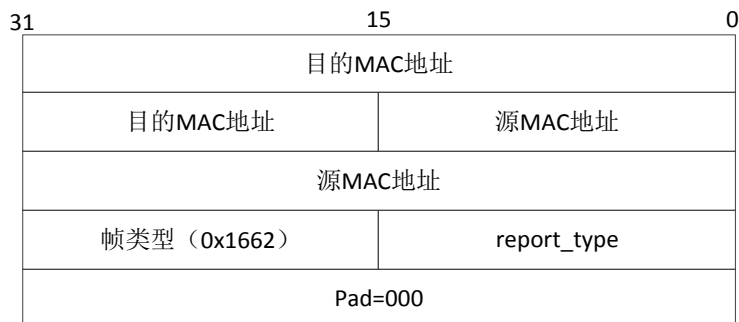 31 15 0
目的MAC地址
目的MAC地址 源MAC地址
源MAC地址
帧类型（0x1662） report_type
Pad=000